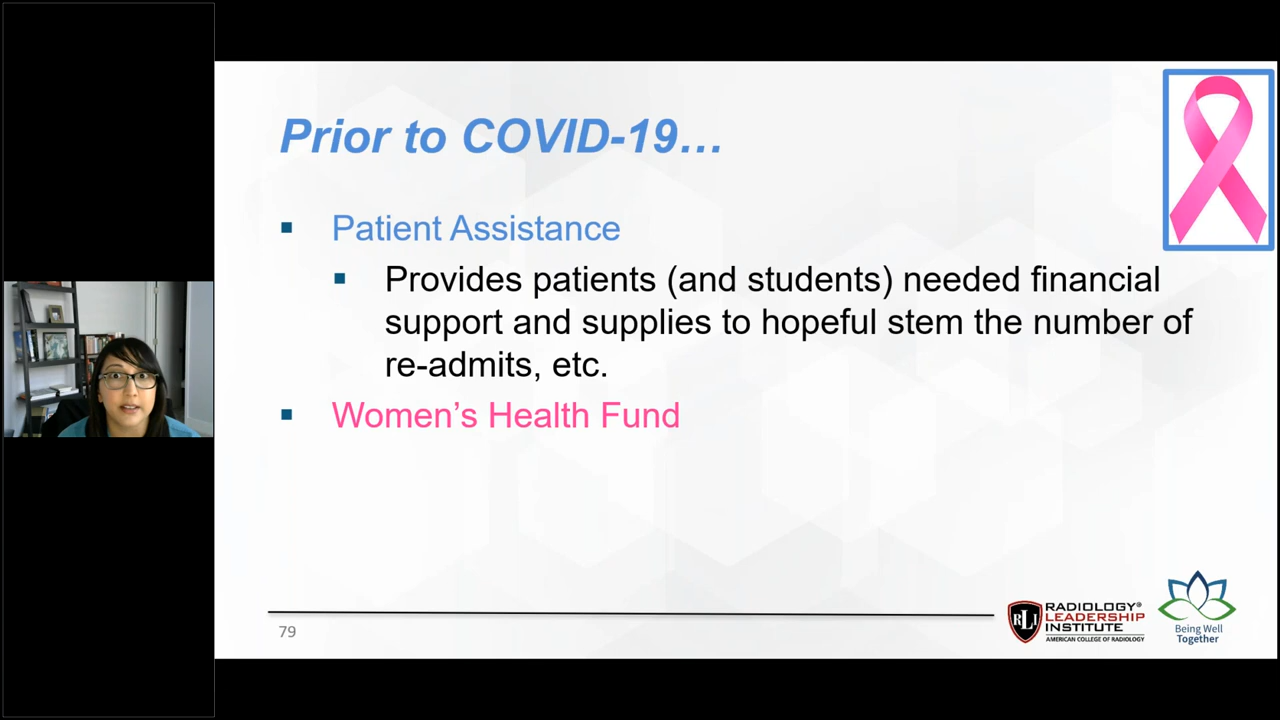 Prior to COVID-19…
Patient Assistance
Provides patients (and students) needed financial
support and supplies to hopeful stem the number of
re-admits, etc.
Women’s Health Fund
79
RLI
RADIOLOGY®
LEADERSHIP
INSTITUTE
AMERICAN COLLEGE OF RADIOLOGY
Being Well
Together